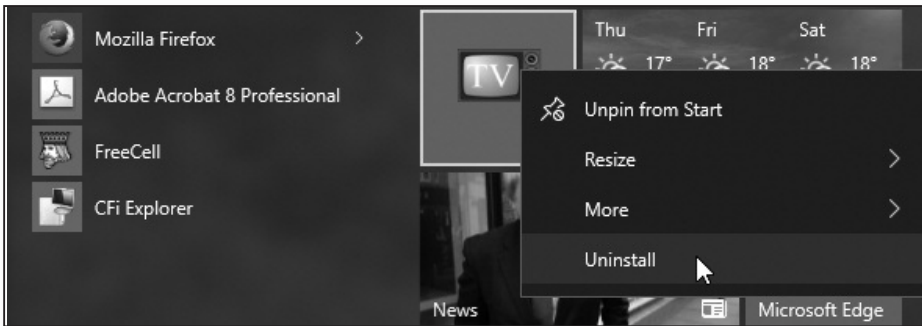 Mozilla Firefox >
Adobe Acrobat 8 Professional
FreeCell
CFi Explorer
TV
Thu Fri Sat
17° 18° 18°
Unpin from Start
Resize >
More >
Uninstall
News
Microsoft Edge